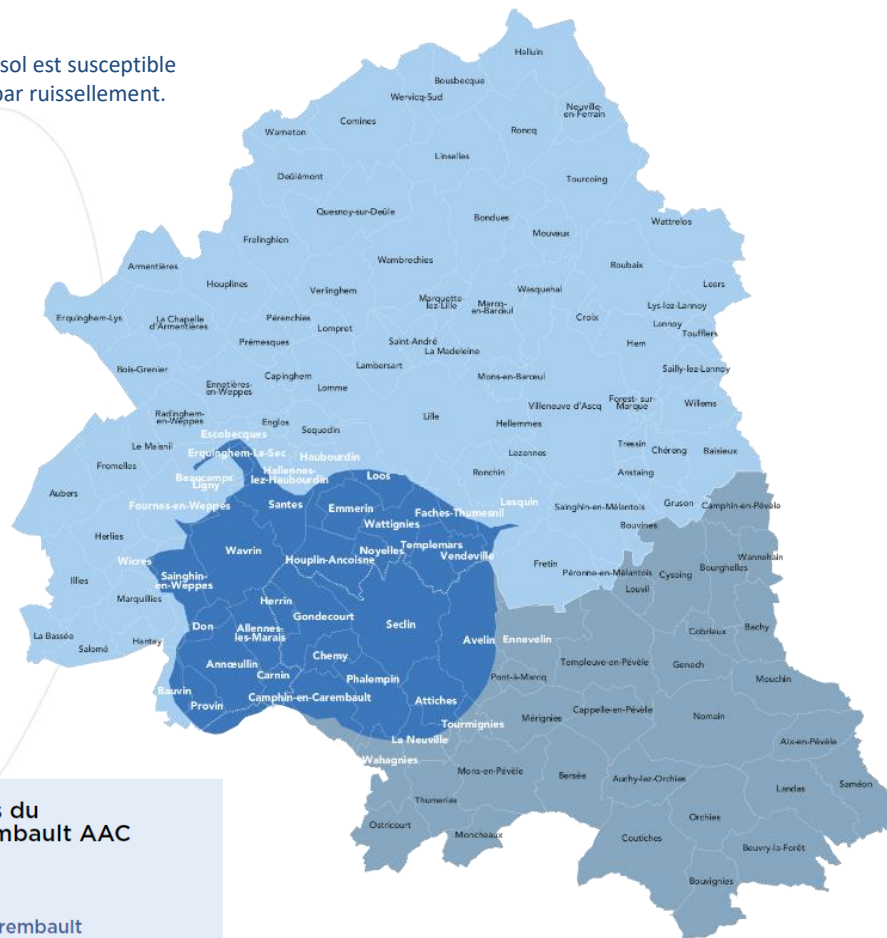 sol est susceptible
par ruissellement.
Halluin
Bousbecque
Wervicq-Sud
Neuville-
en-Ferrain
Comines
Roncq
Warneton
Linselles
Deûlémont
Tourcoing
Quesnoy-sur-Deûle
Bondues
Wattrelos
Mouvaux
Frelinghien
Wambrechies
Roubaix
Armentières
Houplines
Leers
Verlinghem
Wasquehal
Marquette-
lez-Lille
Marcq-
en-Barœul
Lys-lez-Lannoy
Erquinghem-Lys
La Chapelle
d'Armentières
Pérenchies
Croix
Lannoy
Lompret
Toufflers
Prémesques
Saint-André
Hem
La Madeleine
Bois-Grenier
Lambersart
Sailly-lez-Lannoy
Capinghem
Mons-en-Barœul
Ennetières-
en-Weppes
Lomme
Forest-sur-
Marque
Villeneuve d'Ascq
Willems
Radinghem-
en-Weppes
Lille
Englos
Hellemmes
Sequedin
Escobecques
Le Maisnil
Tressin
Chéreng
Baisieux
Erquinghem-Le-Sec
Haubourdin
Lezennes
Fromelles
Hallennes-
lez-Haubourdin
Loos
Ronchin
Anstaing
Beaucamps
Ligny
Aubers
Fournes-en-Weppes
Santes
Emmerin
Faches-Thumesnil
Lesquin
Sainghin-en-Mélantois
Gruson
Camphin-en-Pévèle
Wattignies
Bouvines
Herlies
Wavrin
Noyelles
Templemars
Vendeville
Houplin-Ancoisne
Wicres
Fretin
Wannehain
Péronne-en-Mélantois
Cysoing
Bourghelles
Illies
Sainghin-
en-Weppes
Louvil
Marquillies
Herrin
Gondecourt
Seclin
Don
Allennes-
les-Marais
Bachy
Cobrieux
La Bassée
Salomé
Hantay
Avelin
Ennevelin
Chemy
Annœullin
Templeuve-en-Pévèle
Genech
Carnin
Phalempin
Pont-à-Marcq
Mouchin
Bauvin
Camphin-en-Carembault
Attiches
Provin
Cappelle-en-Pévèle
Mérignies
Nomain
Tourmignies
La Neuville
Aix-en-Pévèle
Wahagnies
Mons-en-Pévèle
Bersée
Auchy-lez-Orchies
Saméon
Landas
Thumeries
Orchies
Ostricourt
Moncheaux
Coutiches
Beuvry-la-Forêt
Bouvignies
s du
mbault AAC
rembault